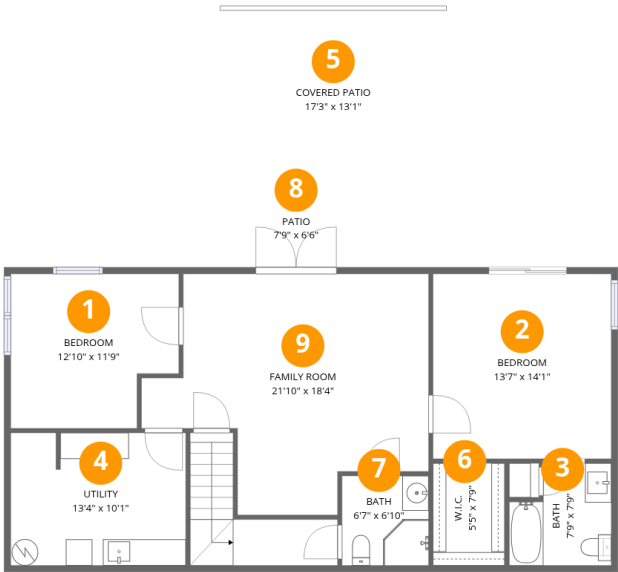 5
COVERED PATIO
17'3" x 13'1"
8
PATIO
7'9" x 6'6"
1
BEDROOM
12'10" x 11'9"
2
BEDROOM
13'7" x 14'1"
9
FAMILY ROOM
21'10" x 18'4"
4
UTILITY
13'4" x 10'1"
7
BATH
6'7" x 6'10"
6
W.I.C.
5'5" x 7'9"
3
BATH
7'9" x 7'9"